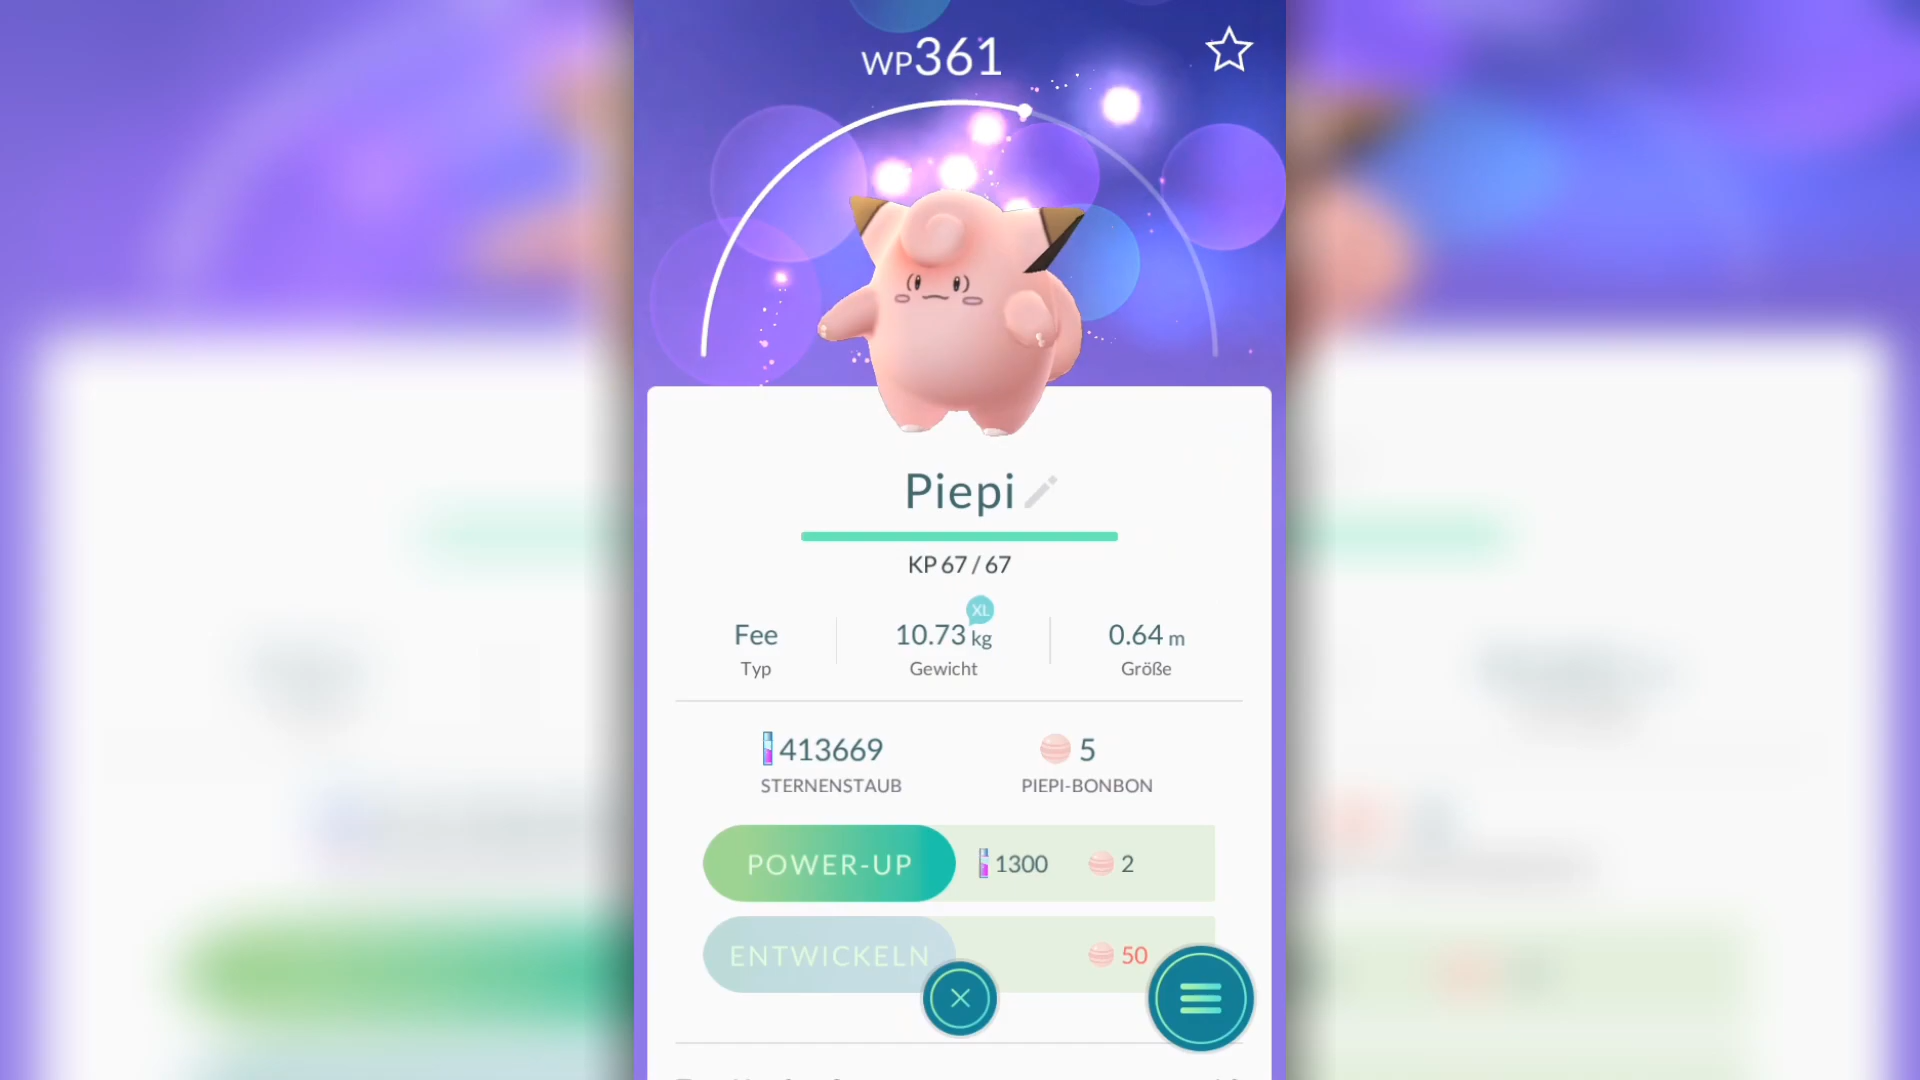 WP361
Piepi
KP 67 / 67
XL
Fee
10.73 kg
0.64 m
Typ
Gewicht
Größe
413669
5
STERNENSTAUB
PIEPI-BONBON
POWER-UP
1300
2
ENTWICKELN
50